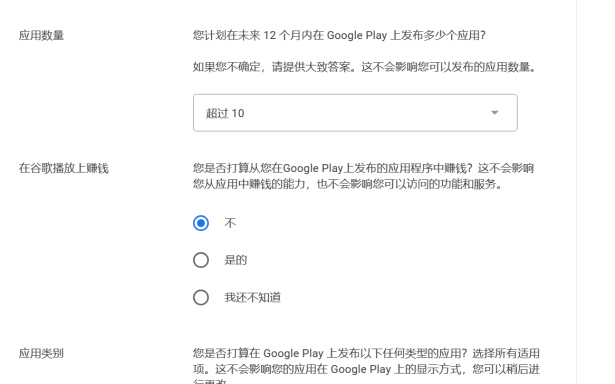 应用数量
您计划在未来 12 个月内在 Google Play 上发布多少个应用？
如果您不确定，请提供大致答案。这不会影响您可以发布的应用数量。
超过 10
在谷歌播放上赚钱
您是否打算从您在Google Play上发布的应用程序中赚钱？这不会影响
您从应用中赚钱的能力，也不会影响您可以访问的功能和服务。
不
是的
我还不知道
应用类别
您是否打算在 Google Play 上发布以下任何类型的应用？选择所有适用
项。这不会影响您的应用在 Google Play 上的显示方式，您可以稍后进
行更改